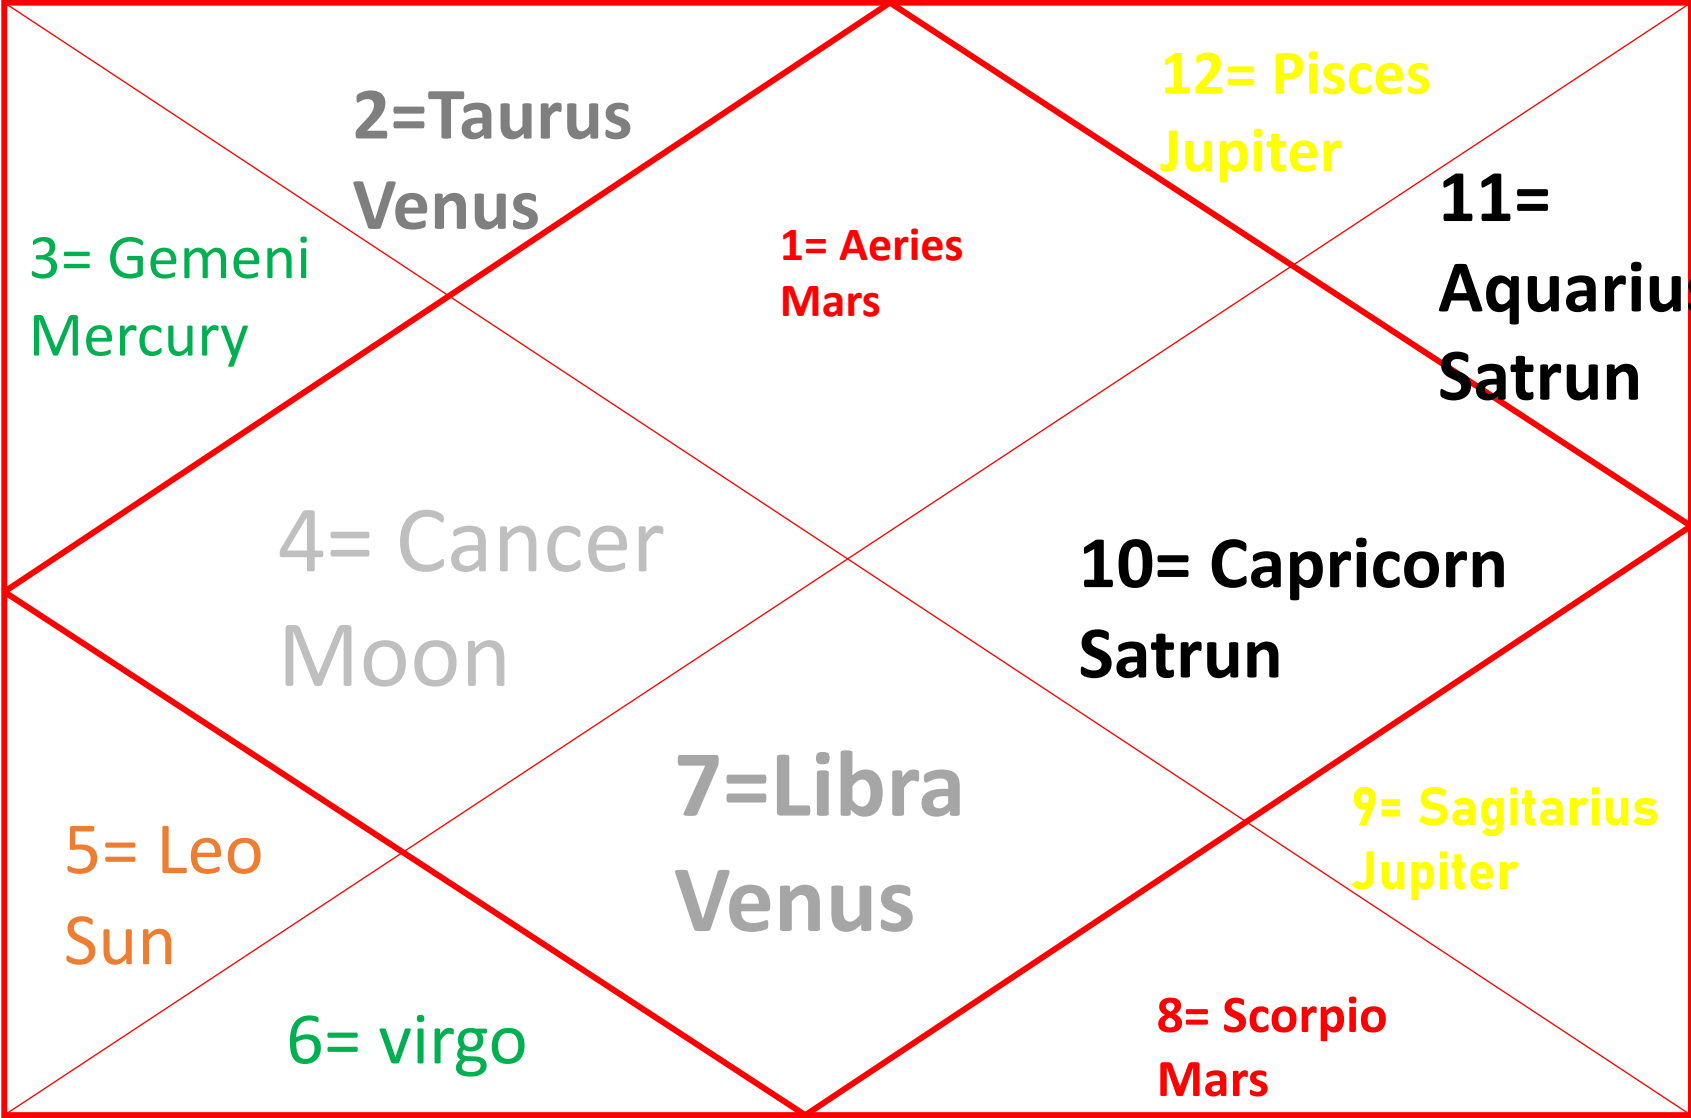 2=Taurus
Venus
1= Aeries
Mars
12= Pisces
Jupiter
11=
Aquarius
Satrun
3= Gemeni
Mercury
4= Cancer
Moon
10= Capricorn
Satrun
7=Libra
Venus
5= Leo
Sun
6= virgo
8= Scorpio
Mars
9= Sagitarius
Jupiter